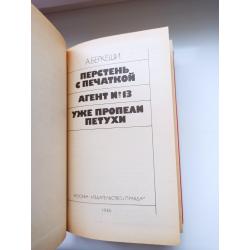 А.БЕРКЕШИ
ПЕРСТЕНЬ
С ПЕЧАТКОЙ
АГЕНТ №13
УЖЕ ПРОПЕЛИ
ПЕТУХИ
МОСКВА · ИЗДАТЕЛЬСТВО «ПРАВДА»